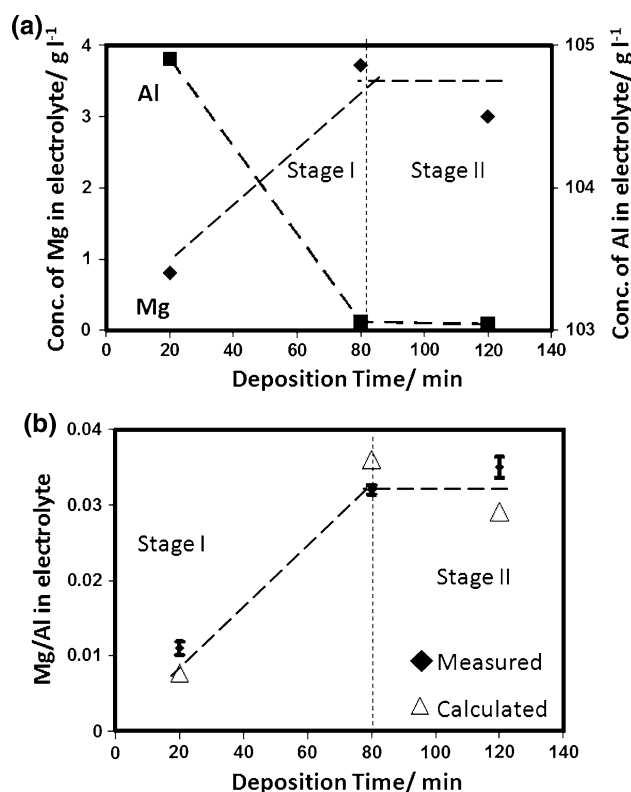 (a)
Conc. of Mg in electrolyte/ g l⁻¹
4
3
2
1
0
Al
Mg
Stage I
Stage II
105
104
103
Conc. of Al in electrolyte/ g l⁻¹
0 20 40 60 80 100 120 140
Deposition Time/ min
(b)
Mg/Al in electrolyte
0.04
0.03
0.02
0.01
0
Stage I
Stage II
Measured
Calculated
0 20 40 60 80 100 120 140
Deposition Time/ min